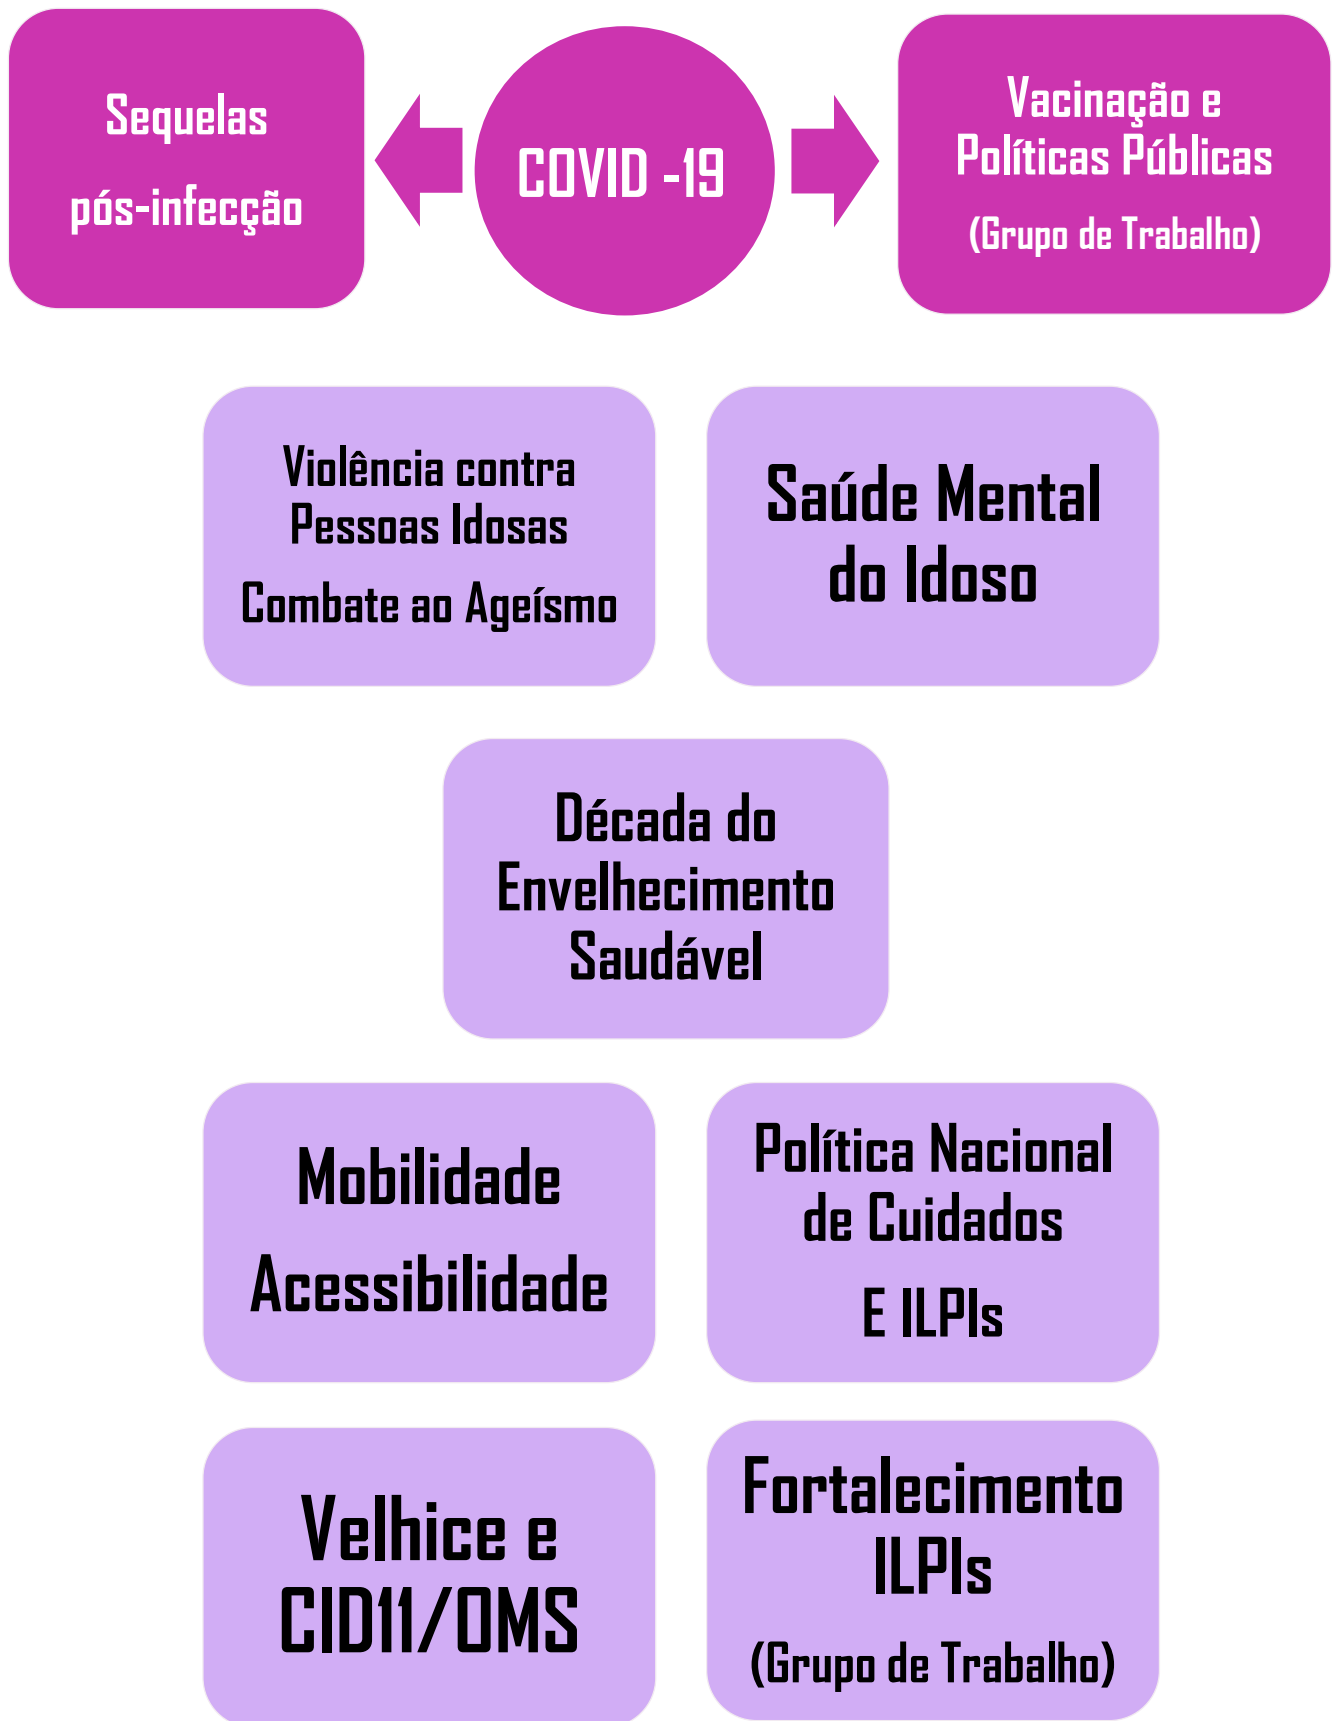 Sequelas
pós-infecção
COVID -19
Vacinação e
Políticas Públicas
(Grupo de Trabalho)
Violência contra
Pessoas Idosas
Combate ao Ageísmo
Saúde Mental
do Idoso
Década do
Envelhecimento
Saudável
Mobilidade
Acessibilidade
Política Nacional
de Cuidados
E ILPIs
Velhice e
CID11/OMS
Fortalecimento
ILPIs
(Grupo de Trabalho)